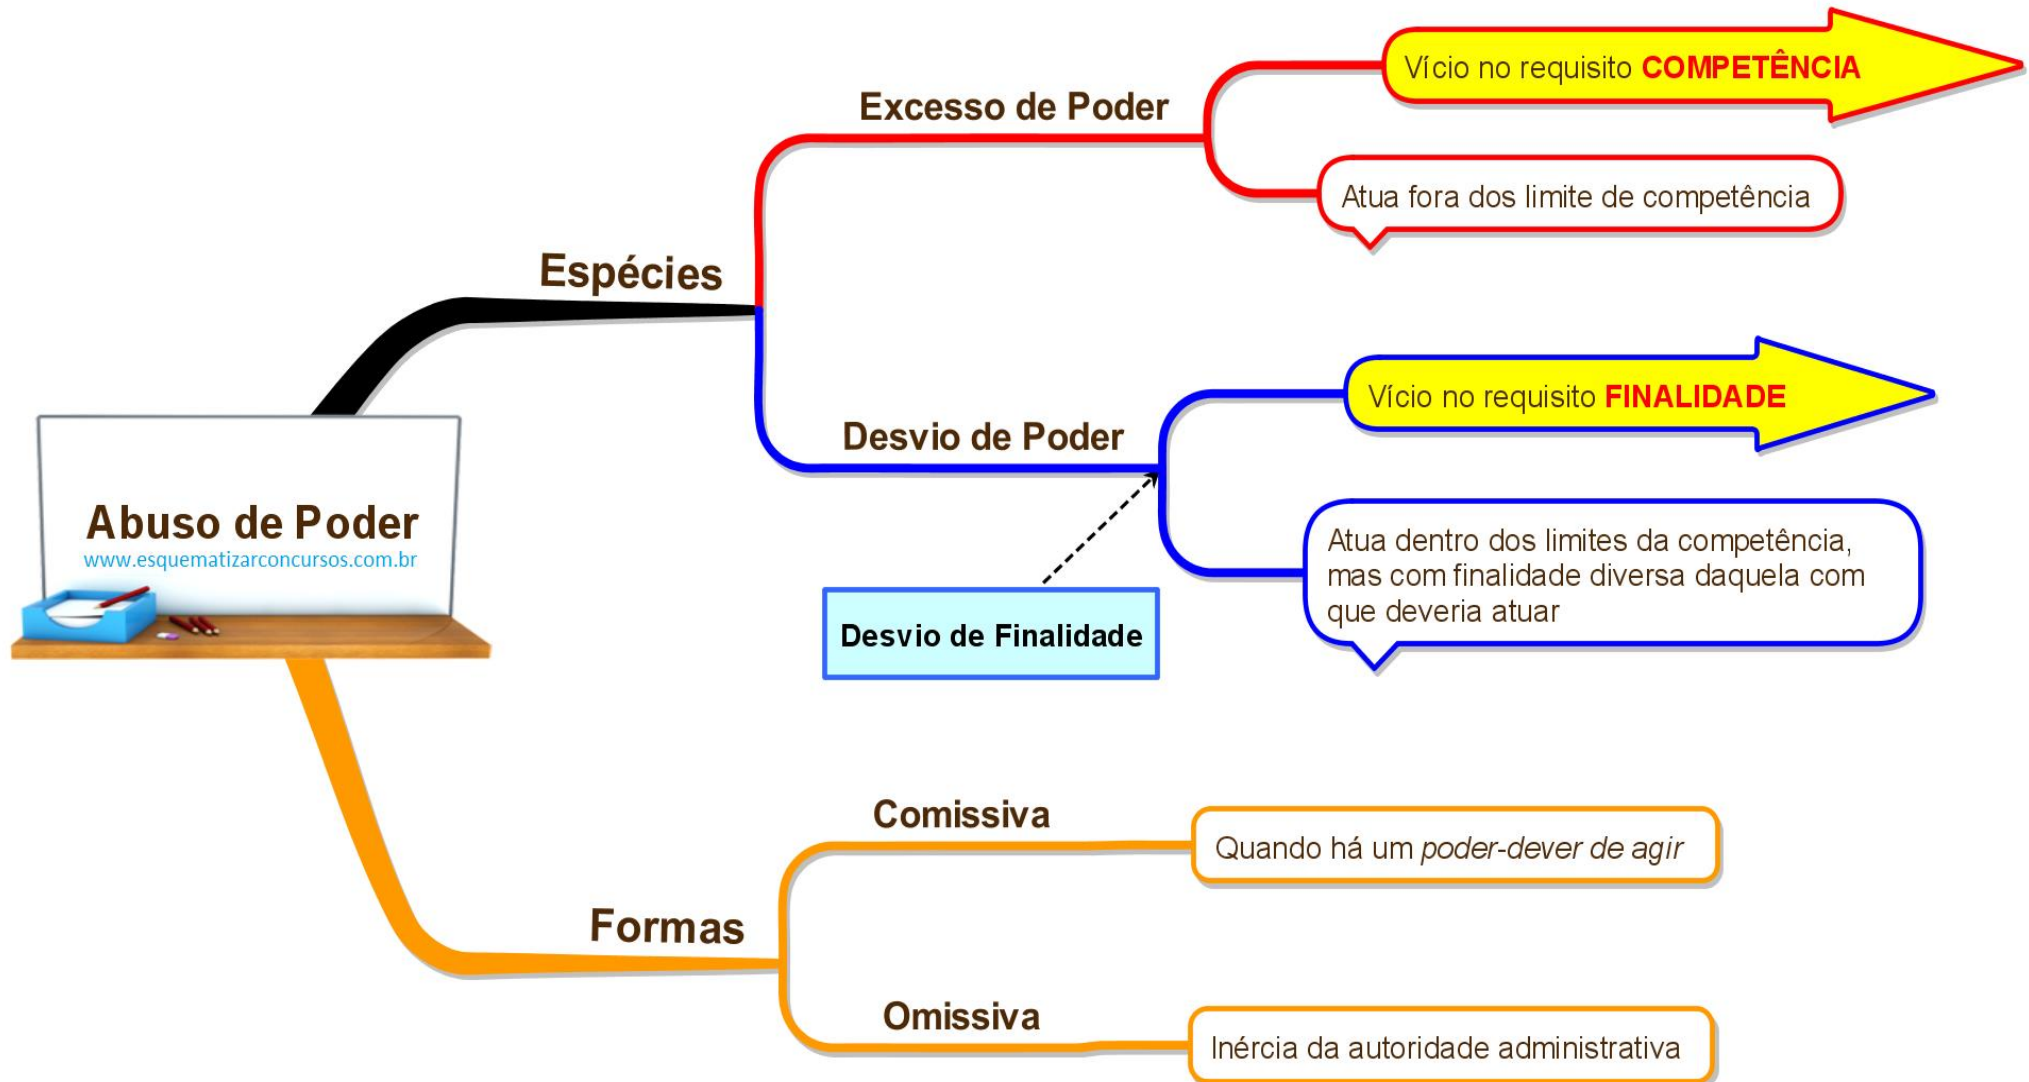 Abuso de Poder
www.esquematizarconcursos.com.br
Espécies
Excesso de Poder
Vício no requisito COMPETÊNCIA
Atua fora dos limite de competência
Desvio de Poder
Desvio de Finalidade
Vício no requisito FINALIDADE
Atua dentro dos limites da competência,
mas com finalidade diversa daquela com
que deveria atuar
Formas
Comissiva
Quando há um poder-dever de agir
Omissiva
Inércia da autoridade administrativa